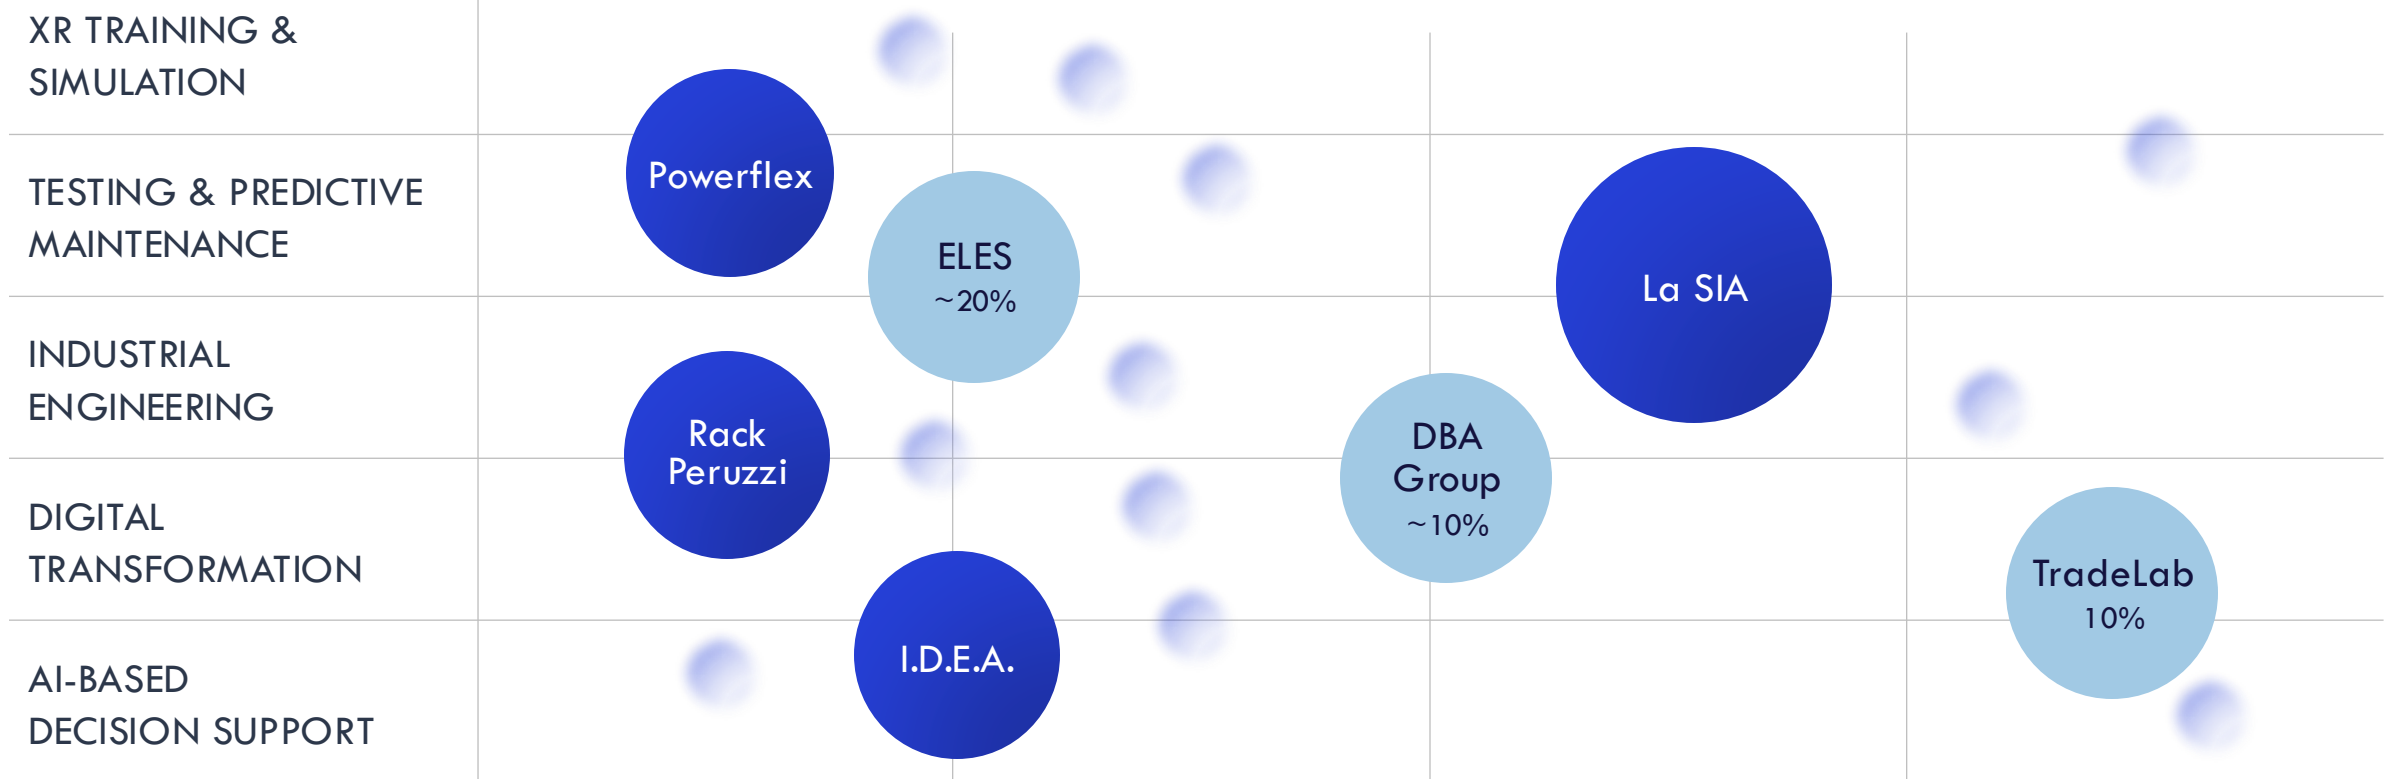 XR TRAINING &
SIMULATION
Powerflex
TESTING & PREDICTIVE
MAINTENANCE
ELES
~20%
La SIA
INDUSTRIAL
ENGINEERING
Rack
Peruzzi
DBA
Group
~10%
DIGITAL
TRANSFORMATION
TradeLab
10%
I.D.E.A.
AI-BASED
DECISION SUPPORT